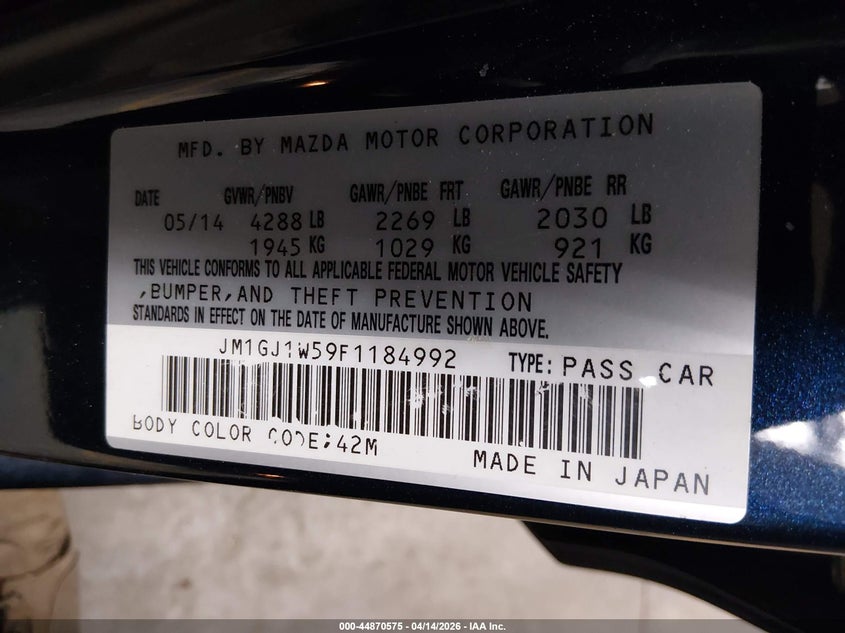 MFD. BY MAZDA MOTOR CORPORATION
DATE GVWR/PNBV GAWR/PNBE FRT GAWR/PNBE RR
05/14 4288 LB 2269 LB 2030 LB
1945 KG 1029 KG 921 KG
THIS VEHICLE CONFORMS TO ALL APPLICABLE FEDERAL MOTOR VEHICLE SAFETY
,BUMPER,AND THEFT PREVENTION
STANDARDS IN EFFECT ON THE DATE OF MANUFACTURE SHOWN ABOVE.
JM1GJ1W59F1184992 TYPE: PASS CAR
BODY COLOR CODE:42M
MADE IN JAPAN
000-44870575 - 04/14/2026 - IAA Inc.